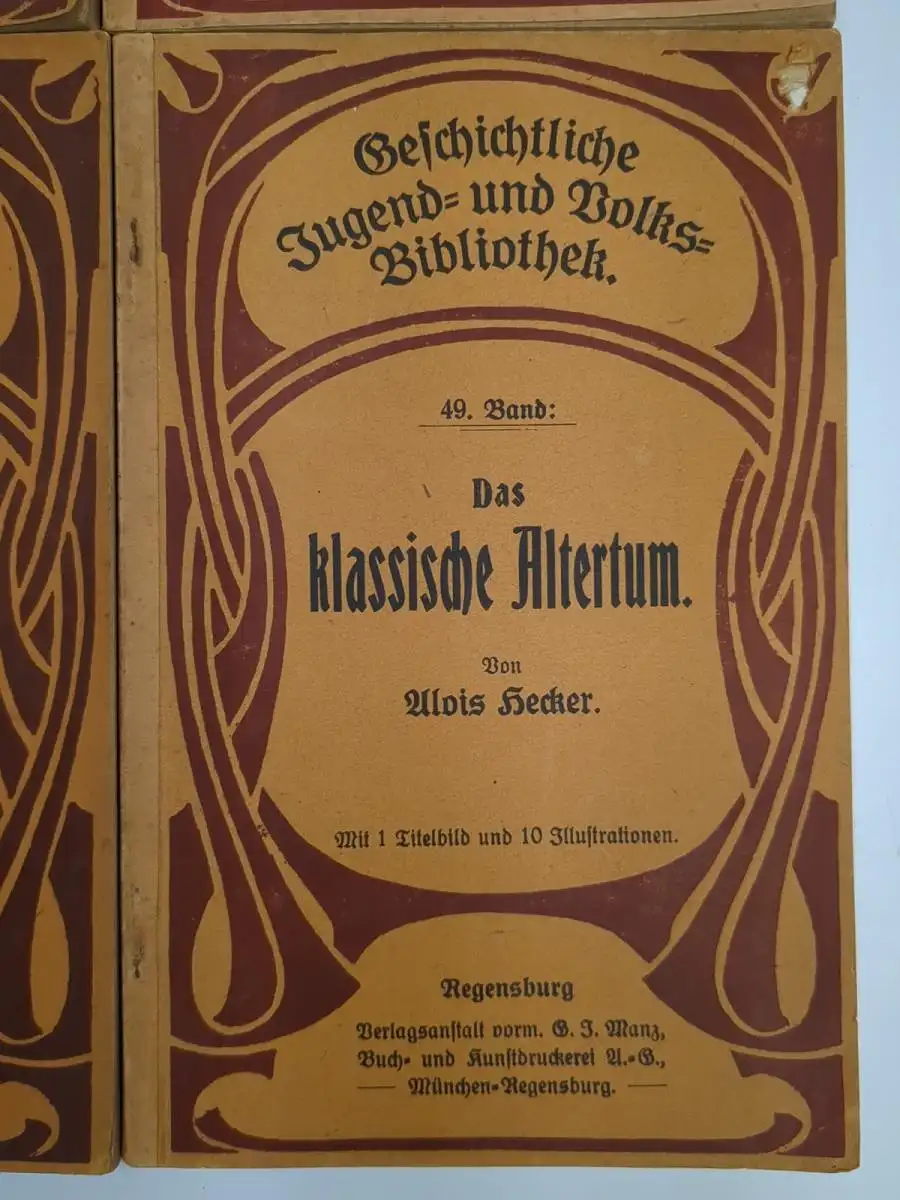 Geschichtliche
Jugend= und Volks=
Bibliothek.
49. Band:
Das
klassische Altertum.
Von
Alois Hecker.
Mit 1 Titelbild und 10 Illustrationen.
Regensburg
Verlagsanstalt vorm. G. J. Manz,
Buch- und Kunstdruckerei A.-G.,
München-Regensburg.